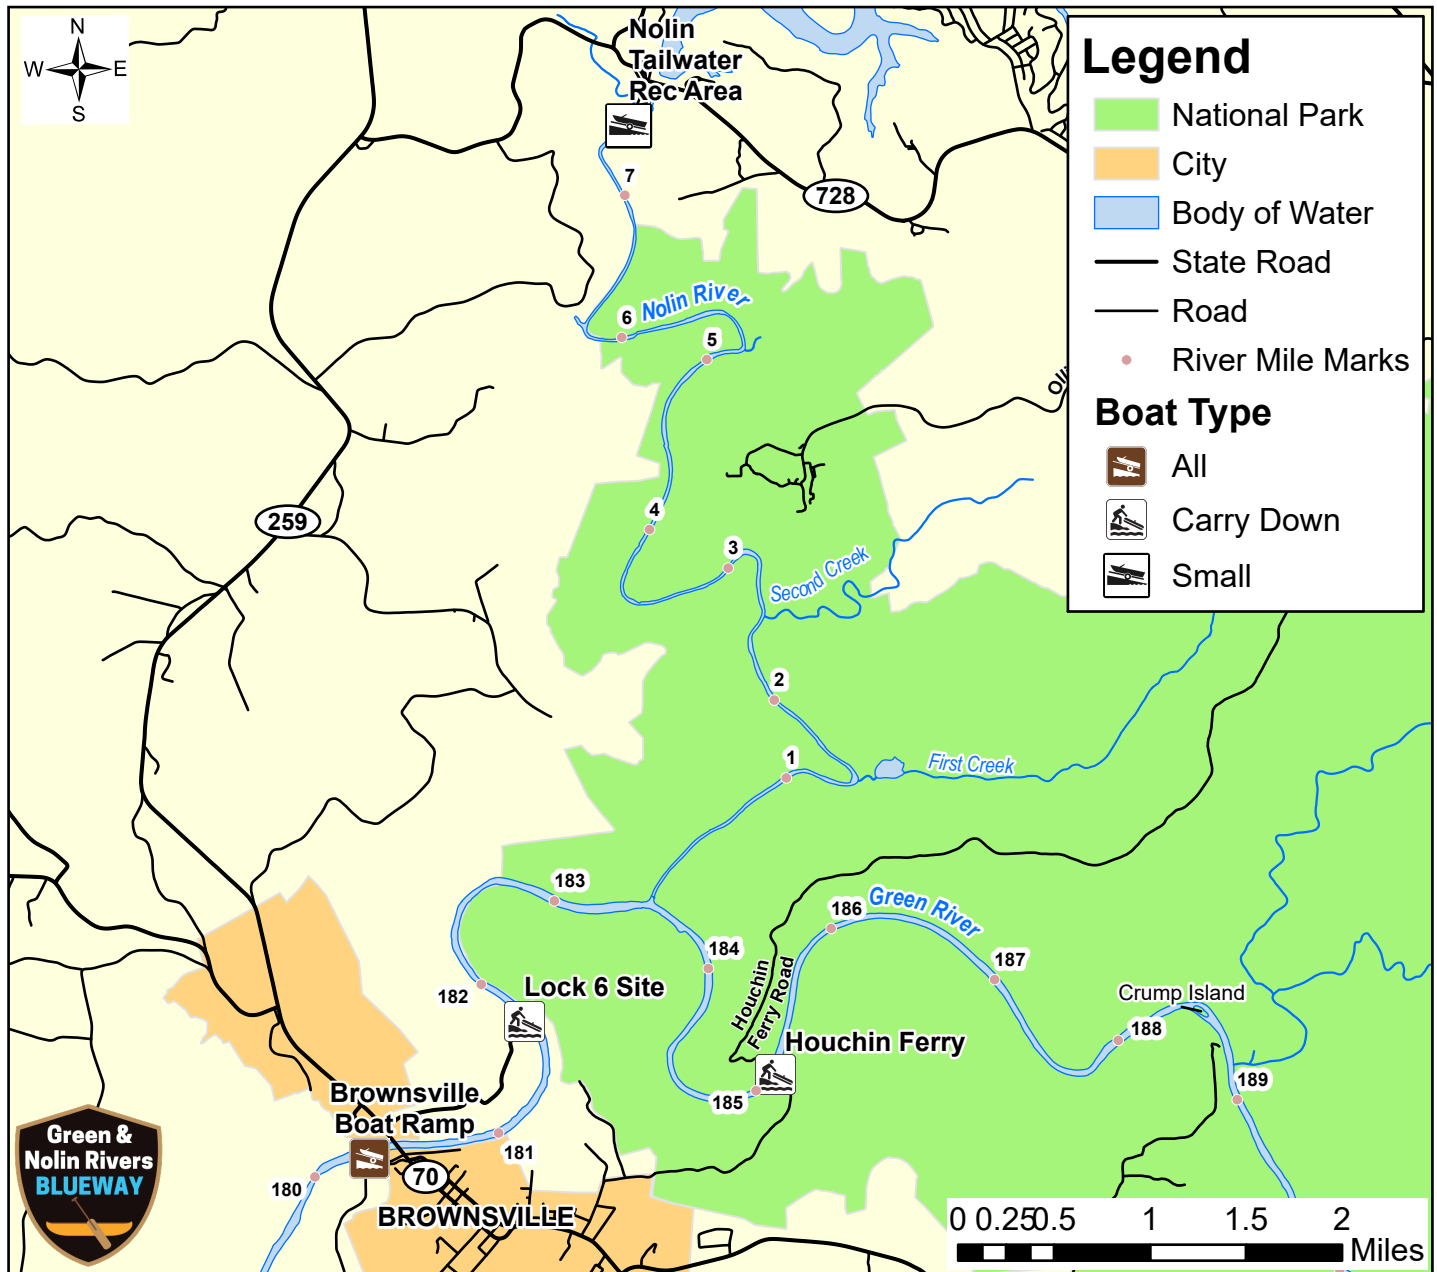 N
W E
S
Nolin
Tailwater
Rec Area
Legend
National Park
City
Body of Water
State Road
Road
River Mile Marks
Boat Type
All
Carry Down
Small
7
728
6
Nolin River
5
Olli
259
4
3
Second Creek
2
1
First Creek
183
186
Green River
184
187
182
Lock 6 Site
Houchin
Ferry Road
Crump Island
188
Houchin Ferry
189
185
Brownsville
Boat Ramp
181
180
70
BROWNSVILLE
Green &
Nolin Rivers
BLUEWAY
0 0.25 0.5 1 1.5 2
Miles